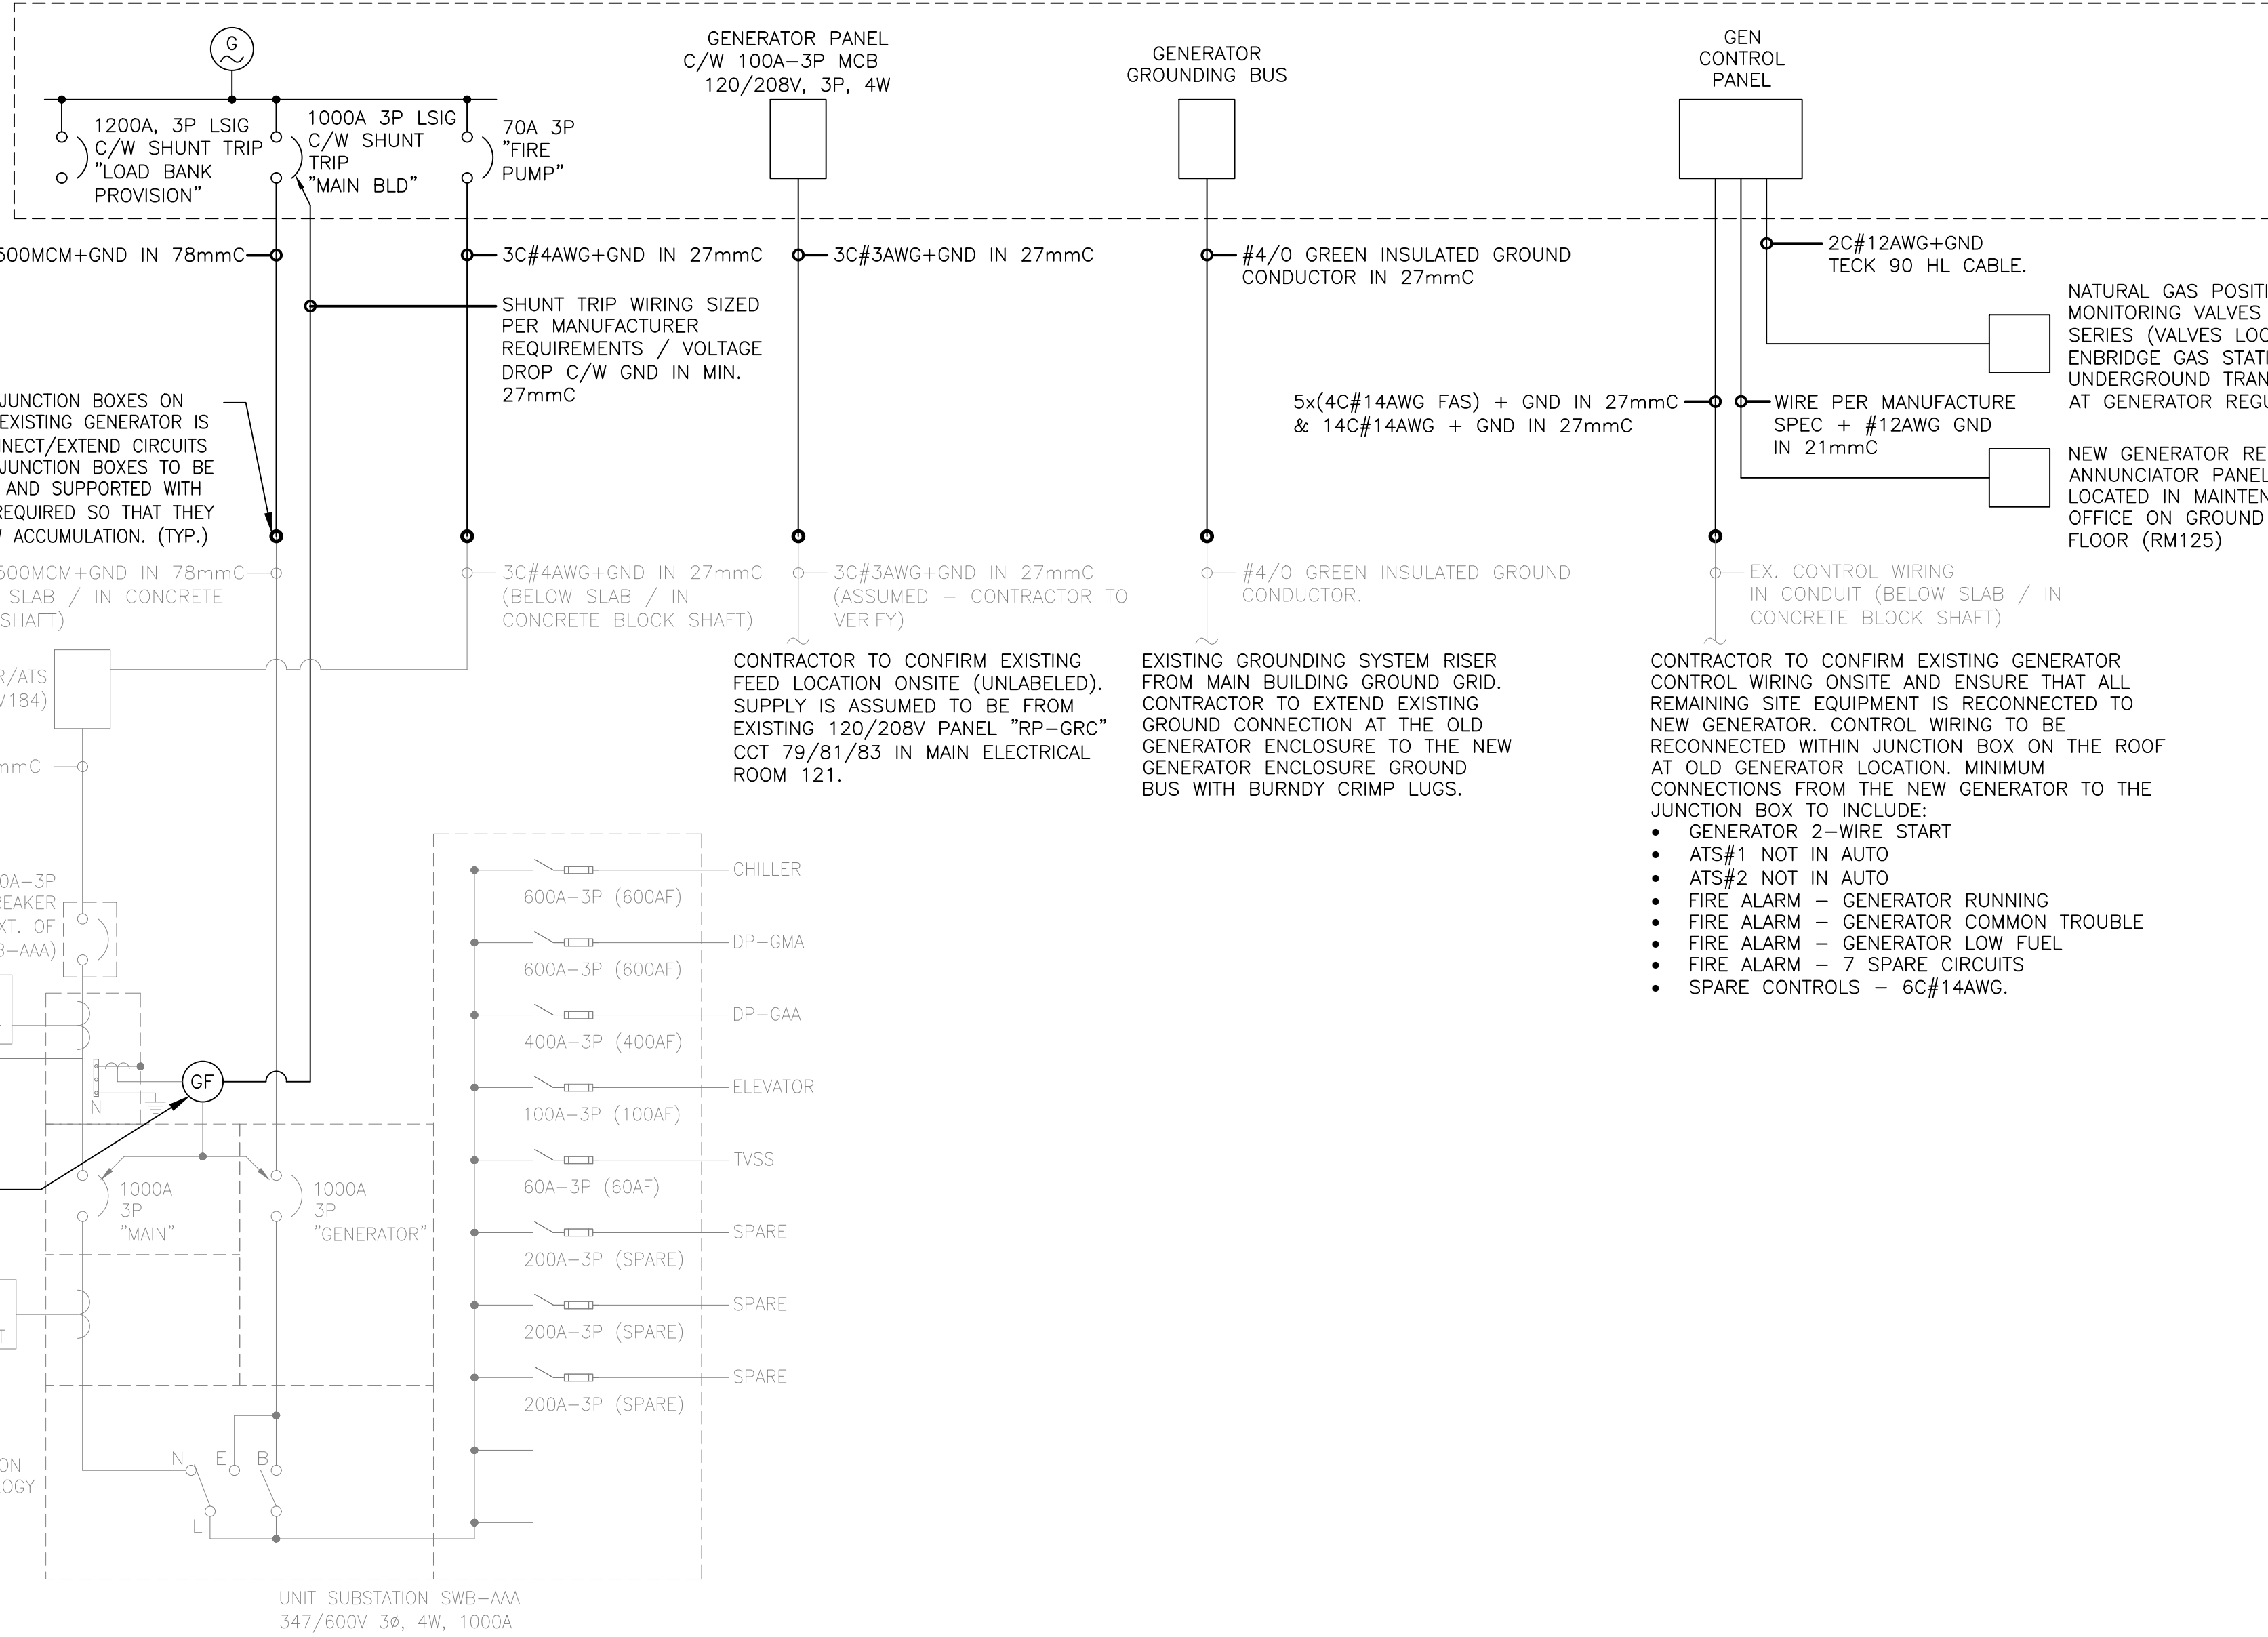 G
GENERATOR PANEL
C/W 100A-3P MCB
120/208V, 3P, 4W
GENERATOR
GROUNDING BUS
GEN
CONTROL
PANEL
1200A, 3P LSIG
C/W SHUNT TRIP
"LOAD BANK
PROVISION"
1000A 3P LSIG
C/W SHUNT
TRIP
"MAIN BLD"
70A 3P
"FIRE
PUMP"
500MCM+GND IN 78mmC
3C#4AWG+GND IN 27mmC
3C#3AWG+GND IN 27mmC
#4/0 GREEN INSULATED GROUND
CONDUCTOR IN 27mmC
2C#12AWG+GND
TECK 90 HL CABLE.
SHUNT TRIP WIRING SIZED
PER MANUFACTURER
REQUIREMENTS / VOLTAGE
DROP C/W GND IN MIN.
27mmC
NATURAL GAS
MONITORING VALVES
SERIES (VALVES
ENBRIDGE GAS
UNDERGROUND
AT GENERATOR
JUNCTION BOXES ON
EXISTING GENERATOR IS
CIRCUITS
JUNCTION BOXES TO BE
AND SUPPORTED WITH
REQUIRED SO THAT THEY
ACCUMULATION. (TYP.)
5x(4C#14AWG FAS) + GND IN 27mmC
& 14C#14AWG + GND IN 27mmC
WIRE PER MANUFACTURE
SPEC + #12AWG GND
IN 21mmC
NEW GENERATOR
ANNUNCIATOR PANEL
LOCATED IN
OFFICE ON GROUND
FLOOR (RM125)
500MCM+GND IN 78mmC
SLAB / IN CONCRETE
SHAFT)
3C#4AWG+GND IN 27mmC
(BELOW SLAB / IN
CONCRETE BLOCK SHAFT)
3C#3AWG+GND IN 27mmC
(ASSUMED - CONTRACTOR TO
VERIFY)
#4/0 GREEN INSULATED GROUND
CONDUCTOR.
EX. CONTROL WIRING
IN CONDUIT (BELOW SLAB / IN
CONCRETE BLOCK SHAFT)
R/ATS
M184)
mmC
CONTRACTOR TO CONFIRM EXISTING
FEED LOCATION ONSITE (UNLABELED).
SUPPLY IS ASSUMED TO BE FROM
EXISTING 120/208V PANEL "RP-GRC"
CCT 79/81/83 IN MAIN ELECTRICAL
ROOM 121.
EXISTING GROUNDING SYSTEM RISER
FROM MAIN BUILDING GROUND GRID.
CONTRACTOR TO EXTEND EXISTING
GROUND CONNECTION AT THE OLD
GENERATOR ENCLOSURE TO THE NEW
GENERATOR ENCLOSURE GROUND
BUS WITH BURNDY CRIMP LUGS.
CONTRACTOR TO CONFIRM EXISTING GENERATOR
CONTROL WIRING ONSITE AND ENSURE THAT ALL
REMAINING SITE EQUIPMENT IS RECONNECTED TO
NEW GENERATOR. CONTROL WIRING TO BE
RECONNECTED WITHIN JUNCTION BOX ON THE ROOF
AT OLD GENERATOR LOCATION. MINIMUM
CONNECTIONS FROM THE NEW GENERATOR TO THE
JUNCTION BOX TO INCLUDE:
• GENERATOR 2-WIRE START
• ATS#1 NOT IN AUTO
• ATS#2 NOT IN AUTO
• FIRE ALARM - GENERATOR RUNNING
• FIRE ALARM - GENERATOR COMMON TROUBLE
• FIRE ALARM - GENERATOR LOW FUEL
• FIRE ALARM - 7 SPARE CIRCUITS
• SPARE CONTROLS - 6C#14AWG.
0A-3P
OF
B-AAA)
N
GF
1000A
3P
"MAIN"
1000A
3P
"GENERATOR"
CHILLER
600A-3P (600AF)
DP-GMA
600A-3P (600AF)
DP-GAA
400A-3P (400AF)
ELEVATOR
100A-3P (100AF)
TVSS
60A-3P (60AF)
SPARE
200A-3P (SPARE)
SPARE
200A-3P (SPARE)
SPARE
200A-3P (SPARE)
N
E
B
L
UNIT SUBSTATION SWB-AAA
347/600V 3ø, 4W, 1000A